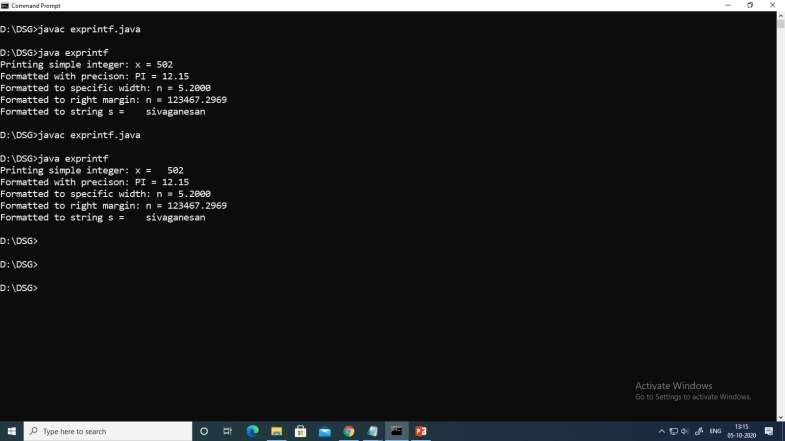 Command Prompt
D:\DSG>javac exprintf.java
D:\DSG>java exprintf
Printing simple integer: x = 502
Formatted with precison: PI = 12.15
Formatted to specific width: n = 5.2000
Formatted to right margin: n = 123467.2969
Formatted to string s =    sivaganesan
D:\DSG>javac exprintf.java
D:\DSG>java exprintf
Printing simple integer: x =   502
Formatted with precison: PI = 12.15
Formatted to specific width: n = 5.2000
Formatted to right margin: n = 123467.2969
Formatted to string s =    sivaganesan
D:\DSG>
D:\DSG>
D:\DSG>
Activate Windows
Go to Settings to activate Windows.
Type here to search
ENG
13:15
05-10-2020